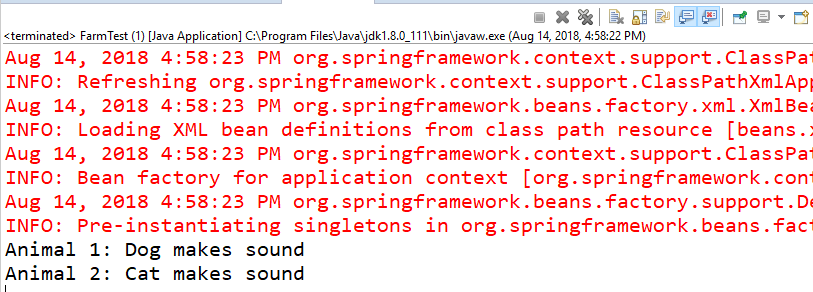 <terminated> FarmTest (1) [Java Application] C:\Program Files\Java\jdk1.8.0_111\bin\javaw.exe (Aug 14, 2018, 4:58:22 PM)
Aug 14, 2018 4:58:23 PM org.springframework.context.support.ClassPat
INFO: Refreshing org.springframework.context.support.ClassPathXmlApp
Aug 14, 2018 4:58:23 PM org.springframework.beans.factory.xml.XmlBea
INFO: Loading XML bean definitions from class path resource [beans.x
Aug 14, 2018 4:58:23 PM org.springframework.context.support.ClassPat
INFO: Bean factory for application context [org.springframework.cont
Aug 14, 2018 4:58:23 PM org.springframework.beans.factory.support.De
INFO: Pre-instantiating singletons in org.springframework.beans.fact
Animal 1: Dog makes sound
Animal 2: Cat makes sound